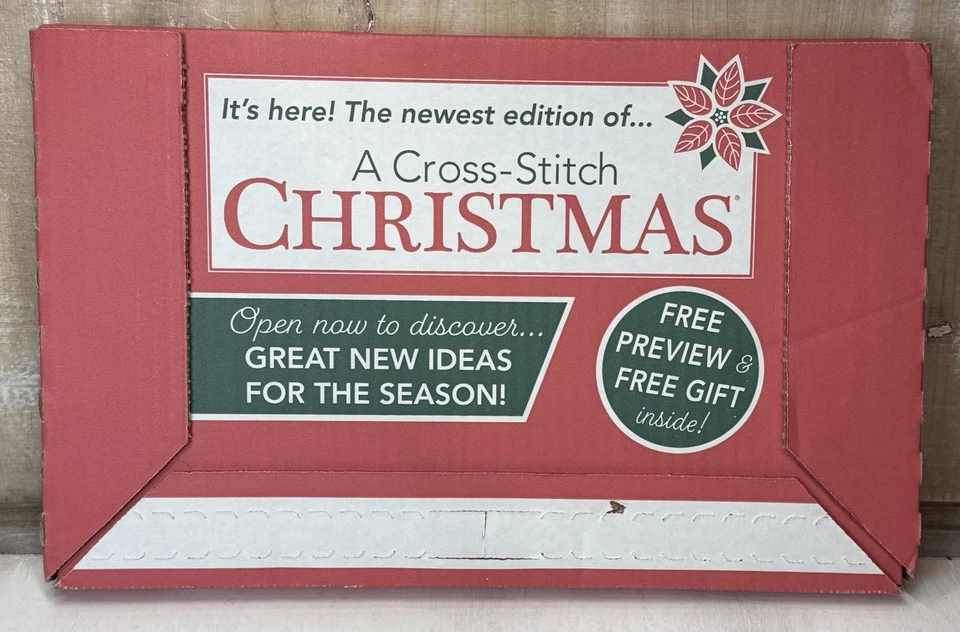 It's here! The newest edition of...
A Cross-Stitch
CHRISTMAS®
Open now to discover...
GREAT NEW IDEAS
FOR THE SEASON!
FREE
PREVIEW &
FREE GIFT
inside!